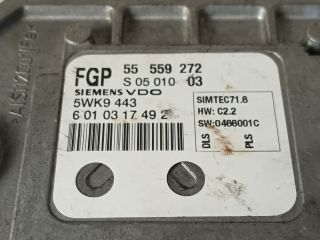 FGP 55 559 272
S 05 010 03
SIEMENS VDO
5WK9 443
6 01 03 17 49 2
SIMTEC71.6
HW: C2.2
SW:0466001C
DLS PLS